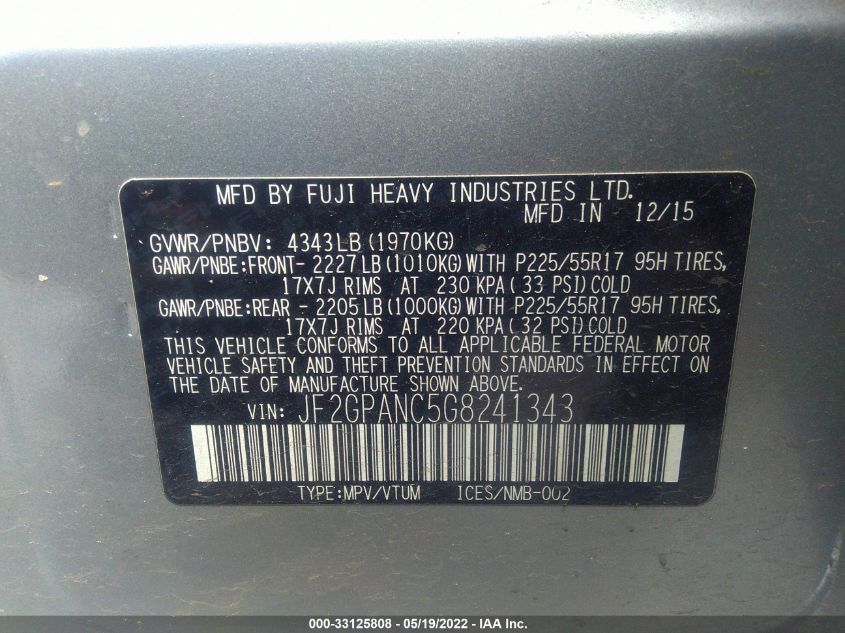 MFD BY FUJI HEAVY INDUSTRIES LTD.
MFD IN 12/15
GVWR/PNBV: 4343LB(1970KG)
GAWR/PNBE:FRONT- 2227LB(1010KG)WITH P225/55R17 95H TIRES,
17X7J RIMS AT 230 KPA(33 PSI)COLD
GAWR/PNBE:REAR - 2205LB(1000KG)WITH P225/55R17 95H TIRES,
17X7J RIMS AT 220 KPA(32 PSI)COLD
THIS VEHICLE CONFORMS TO ALL APPLICABLE FEDERAL MOTOR
VEHICLE SAFETY AND THEFT PREVENTION STANDARDS IN EFFECT ON
THE DATE OF MANUFACTURE SHOWN ABOVE.
VIN: JF2GPANC5G8241343
TYPE:MPV/VTUM ICES/NMB-002
000-33125808 - 05/19/2022 - IAA Inc.